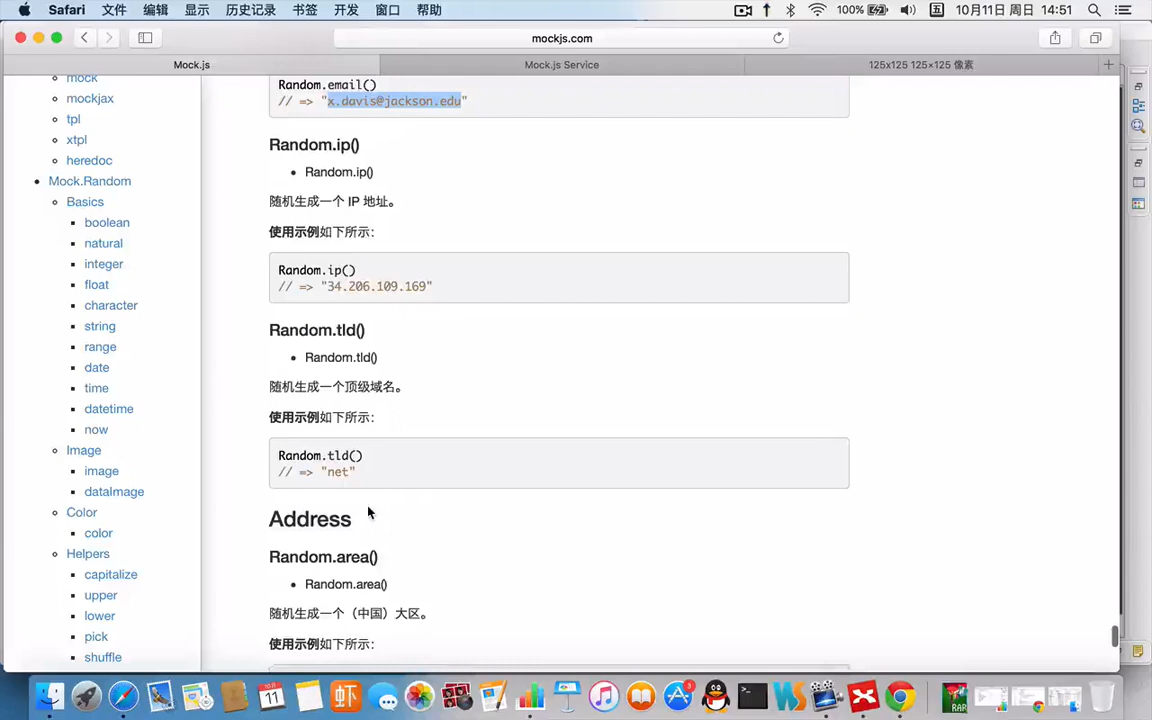 Safari 文件 编辑 显示 历史记录 书签 开发 窗口 帮助 100% 五 10月11日 周日 14:51
mockjs.com
Mock.js Mock.js Service 125x125 125×125 像素
mock
mockjax
tpl
xtpl
heredoc
Mock.Random
Basics
boolean
natural
integer
float
character
string
range
date
time
datetime
now
Image
image
dataImage
Color
color
Helpers
capitalize
upper
lower
pick
shuffle
Random.email()
// => "x.davis@jackson.edu"
Random.ip()
Random.ip()
随机生成一个 IP 地址。
使用示例如下所示：
Random.ip()
// => "34.206.109.169"
Random.tld()
Random.tld()
随机生成一个顶级域名。
使用示例如下所示：
Random.tld()
// => "net"
Address
Random.area()
Random.area()
随机生成一个（中国）大区。
使用示例如下所示：
11
虾
1
RAP